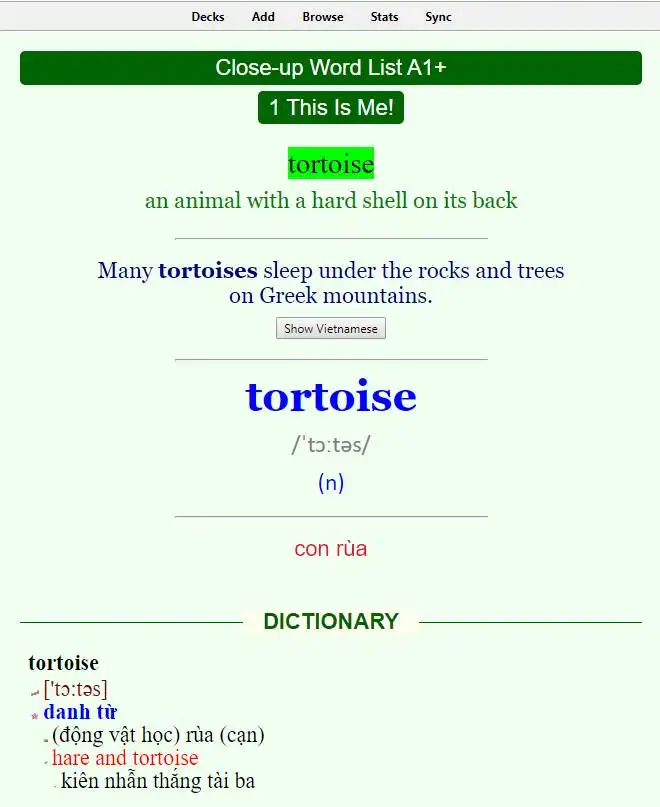 Decks Add Browse Stats Sync
Close-up Word List A1+
1 This Is Me!
tortoise
an animal with a hard shell on its back
Many tortoises sleep under the rocks and trees
on Greek mountains.
Show Vietnamese
tortoise
/ˈtɔːtəs/
(n)
con rùa
DICTIONARY
tortoise
['tɔ:təs]
danh từ
(động vật học) rùa (cạn)
hare and tortoise
kiên nhẫn thắng tài ba